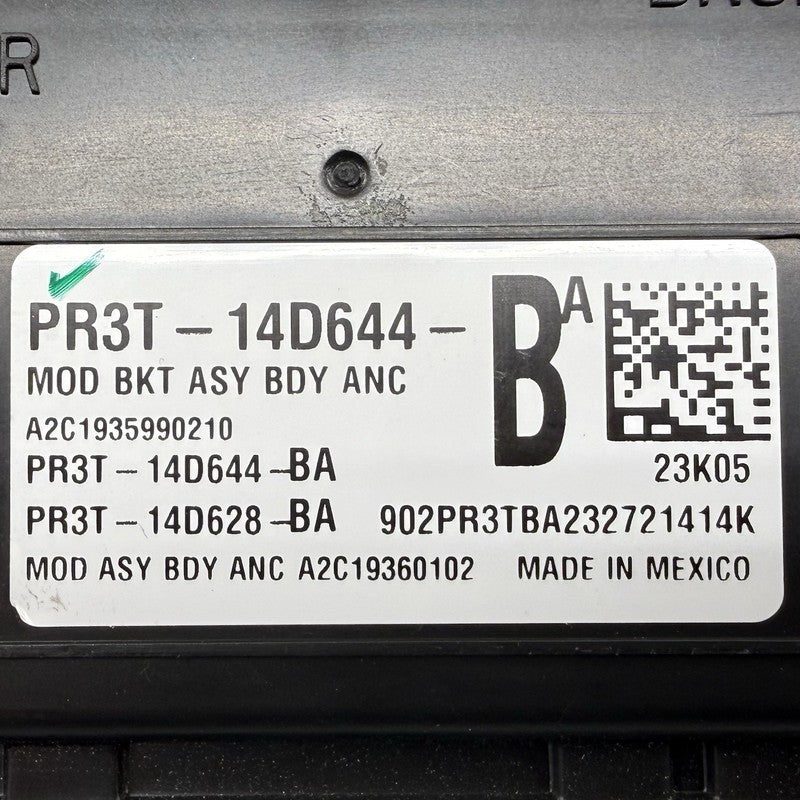 R
PR3T-14D644- BA
MOD BKT ASY BDY ANC
A2C1935990210
PR3T-14D644-BA
23K05
PR3T-14D628-BA 902PR3TBA232721414K
MOD ASY BDY ANC A2C19360102 MADE IN MEXICO